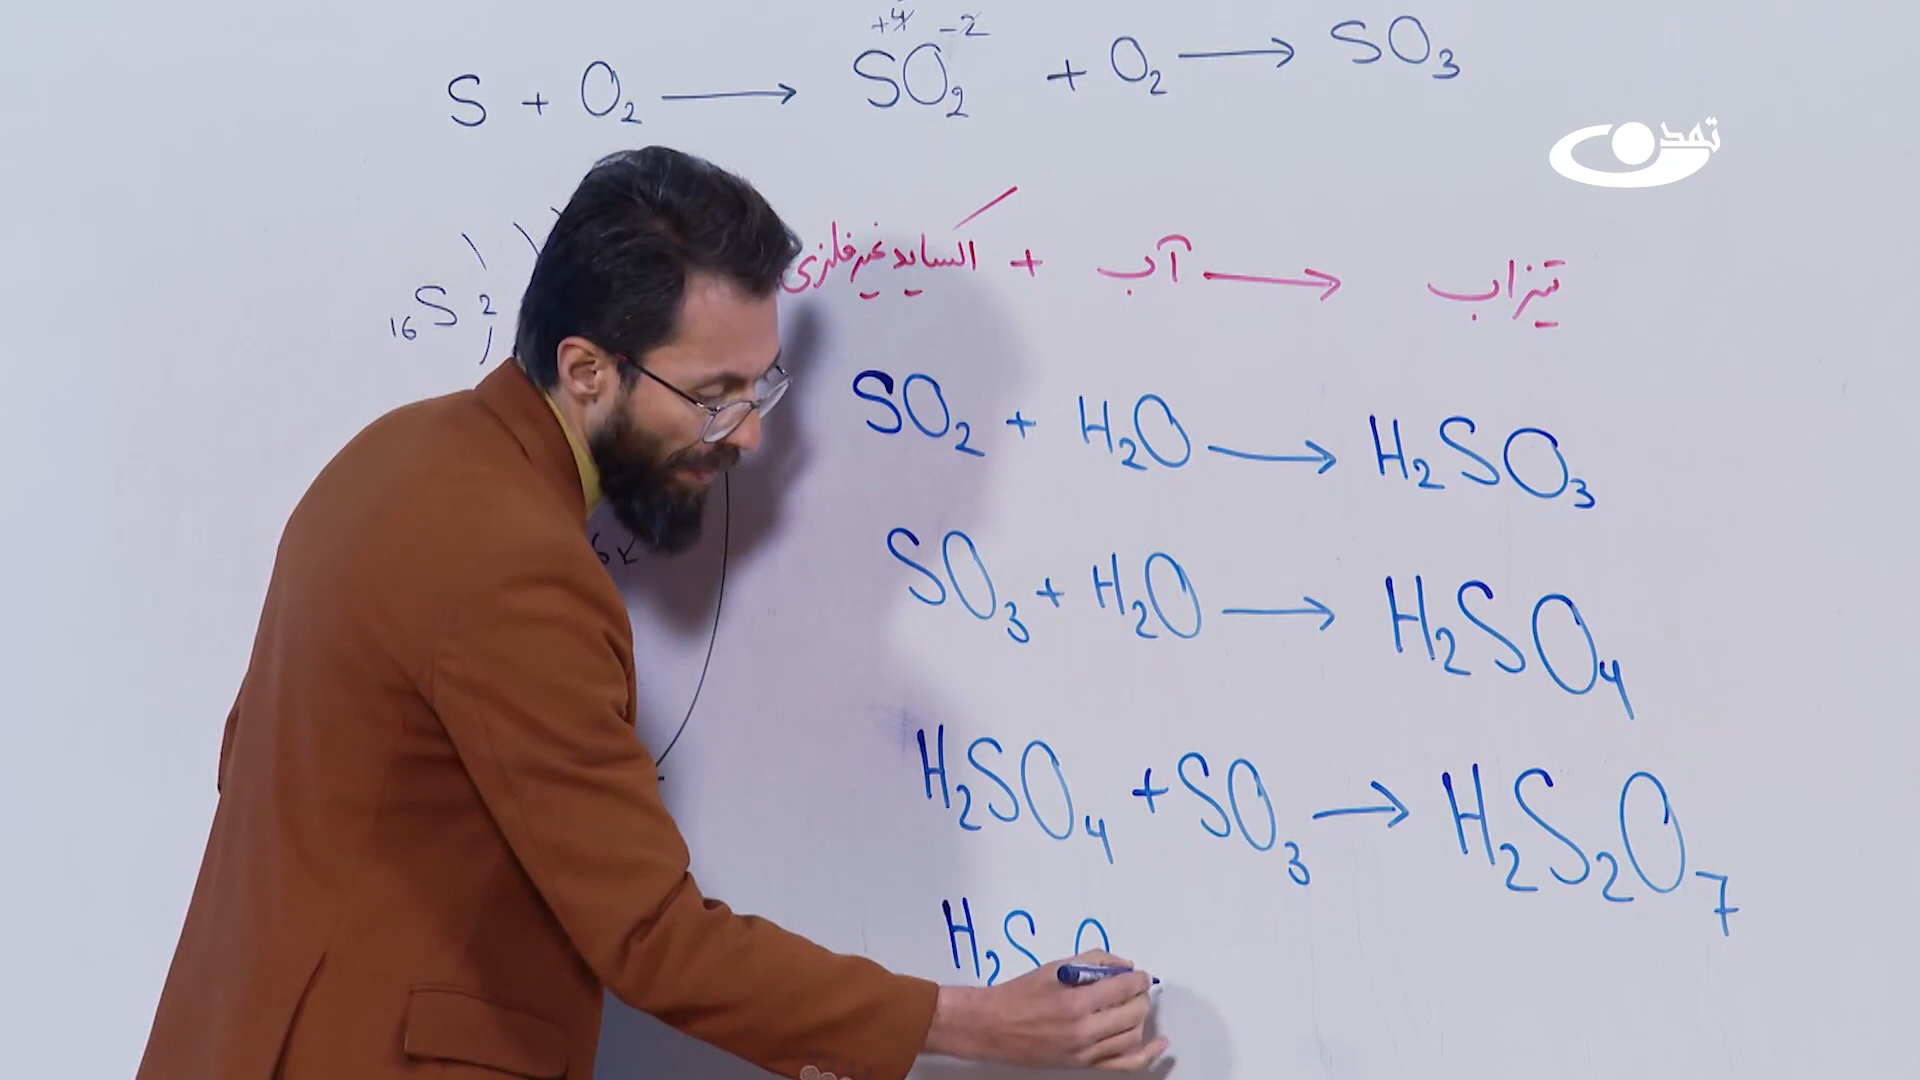 +4 -2
S + O₂ → SO₂ + O₂ → SO₃
تمدن
اکساید غیرفلزی + آب → تیزاب
₁₆S 2
SO₂ + H₂O → H₂SO₃
SO₃ + H₂O → H₂SO₄
H₂SO₄ + SO₃ → H₂S₂O₇
H₂SO